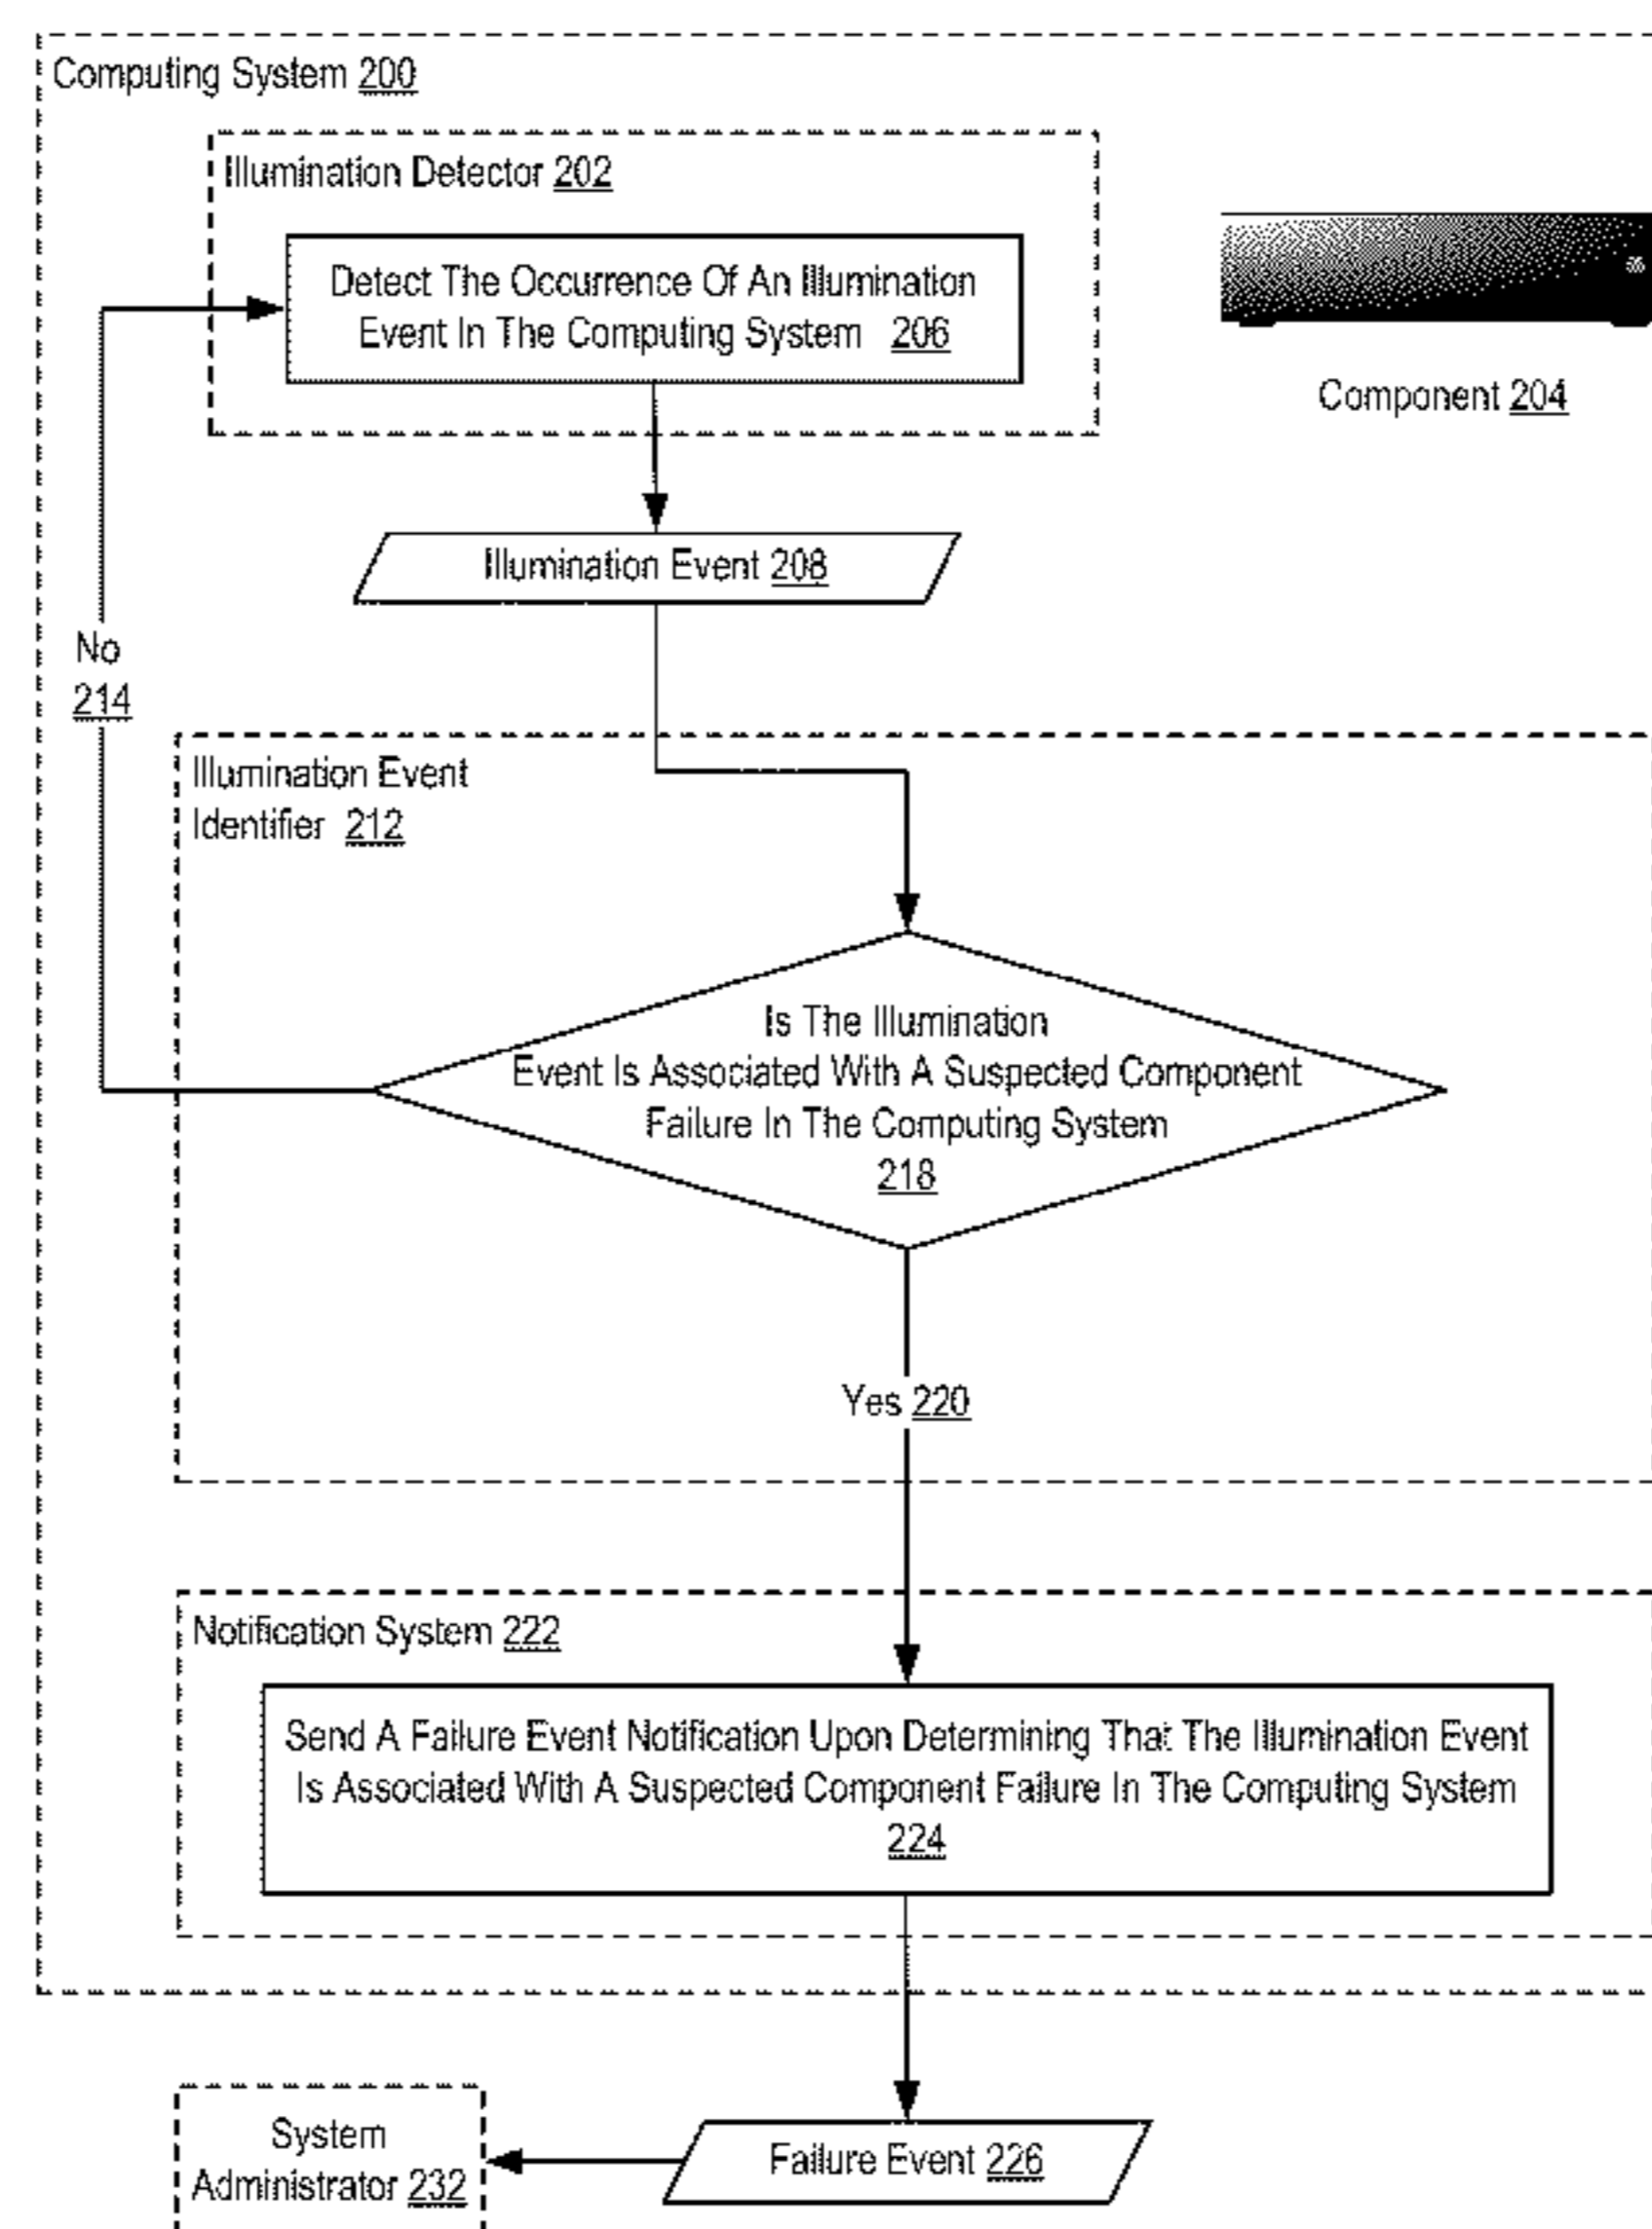 Computing System 200
Illumination Detector 202
Detect The Occurrence Of An Illumination
Event In The Computing System 206
Component 204
Illumination Event 208
No
214
Illumination Event
Identifier 212
Is The Illumination
Event Is Associated With A Suspected Component
Failure In The Computing System
218
Yes 220
Notification System 222
Send A Failure Event Notification Upon Determining That The Illumination Event
Is Associated With A Suspected Component Failure In The Computing System
224
System
Administrator 232
Failure Event 226